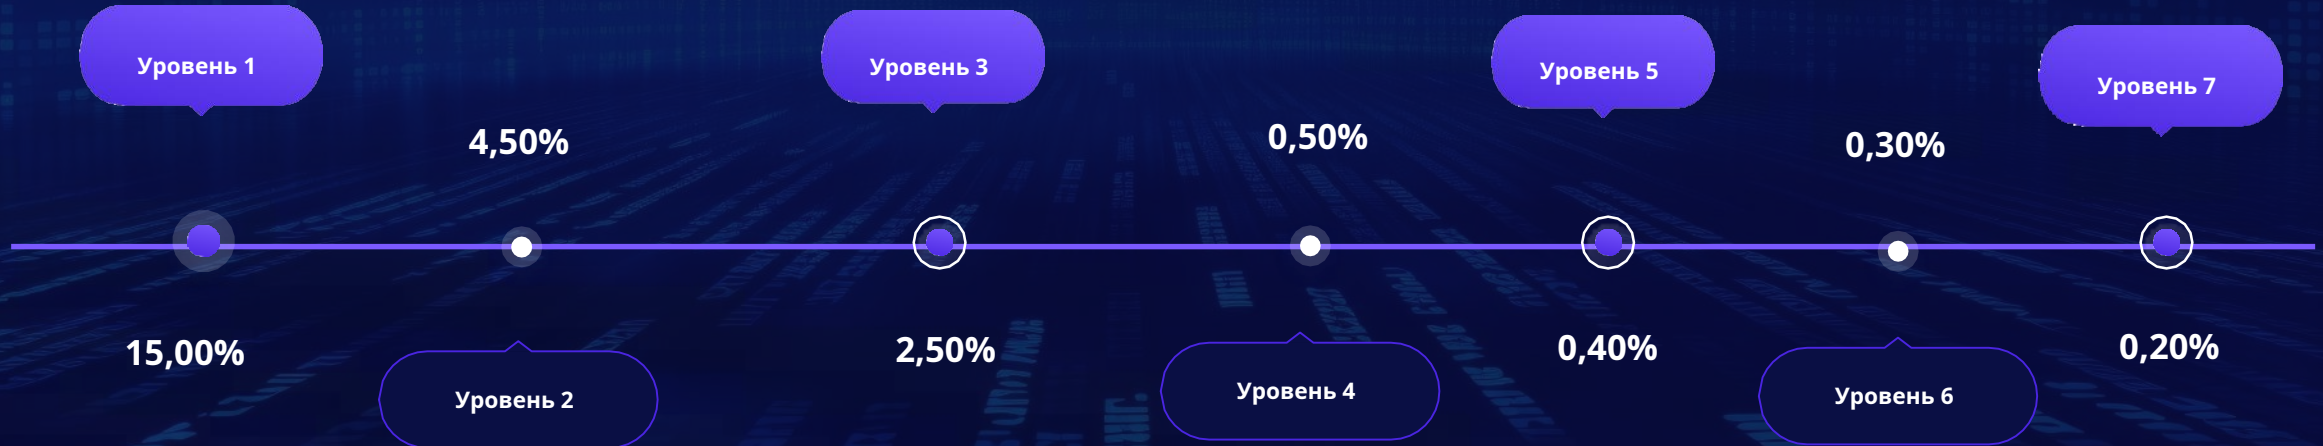 Уровень 1
15,00%
4,50%
Уровень 2
Уровень 3
2,50%
0,50%
Уровень 4
Уровень 5
0,40%
0,30%
Уровень 6
Уровень 7
0,20%